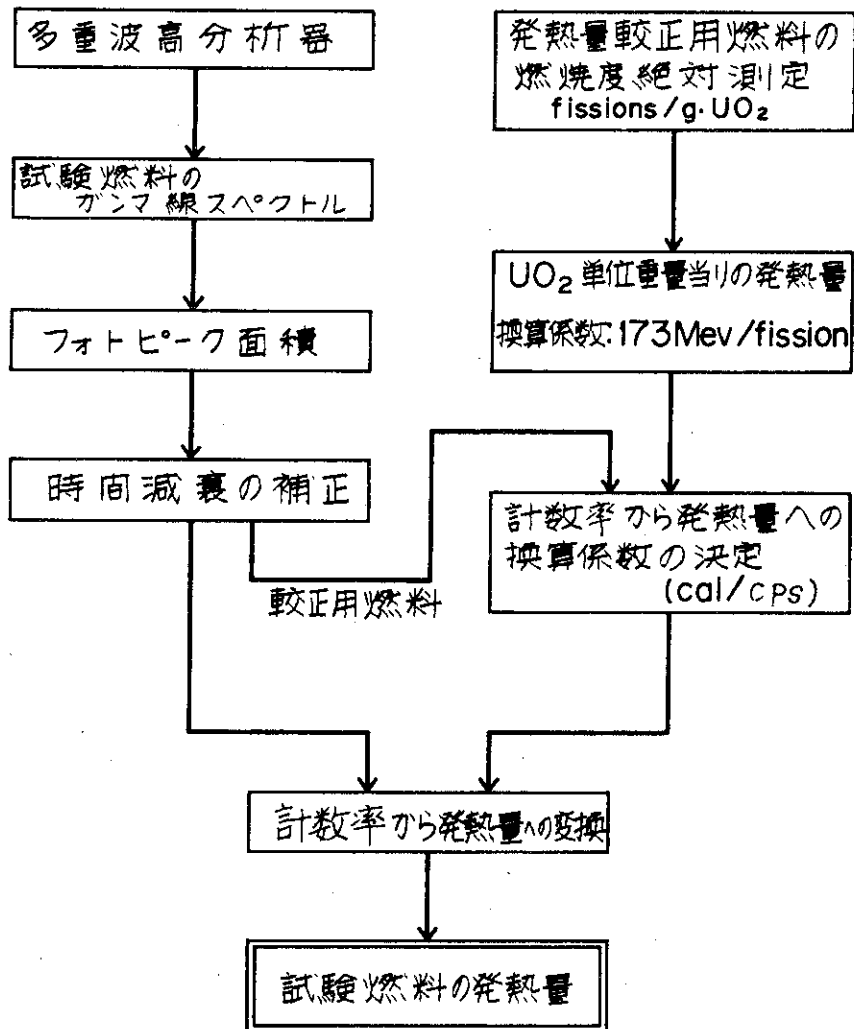 多重波高分析器
試験燃料の
ガンマ線スペクトル
フォトピーク面積
時間減衰の補正
較正用燃料
発熱量較正用燃料の
燃焼度絶対測定
fissions/g・UO₂
UO₂単位重量当りの発熱量
換算係数:173Mev/fission
計数率から発熱量への
換算係数の決定
(cal/cps)
計数率から発熱量への変換
試験燃料の発熱量